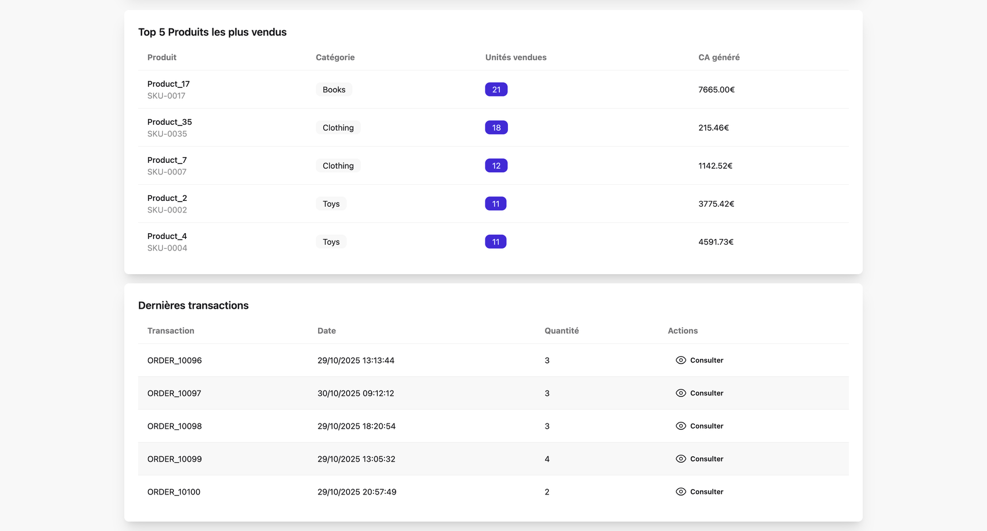 Top 5 Produits les plus vendus
Produit Catégorie Unités vendues CA généré
Product_17
SKU-0017
Books 21 7665.00€
Product_35
SKU-0035
Clothing 18 215.46€
Product_7
SKU-0007
Clothing 12 1142.52€
Product_2
SKU-0002
Toys 11 3775.42€
Product_4
SKU-0004
Toys 11 4591.73€
Dernières transactions
Transaction Date Quantité Actions
ORDER_10096 29/10/2025 13:13:44 3 Consulter
ORDER_10097 30/10/2025 09:12:12 3 Consulter
ORDER_10098 29/10/2025 18:20:54 3 Consulter
ORDER_10099 29/10/2025 13:05:32 4 Consulter
ORDER_10100 29/10/2025 20:57:49 2 Consulter